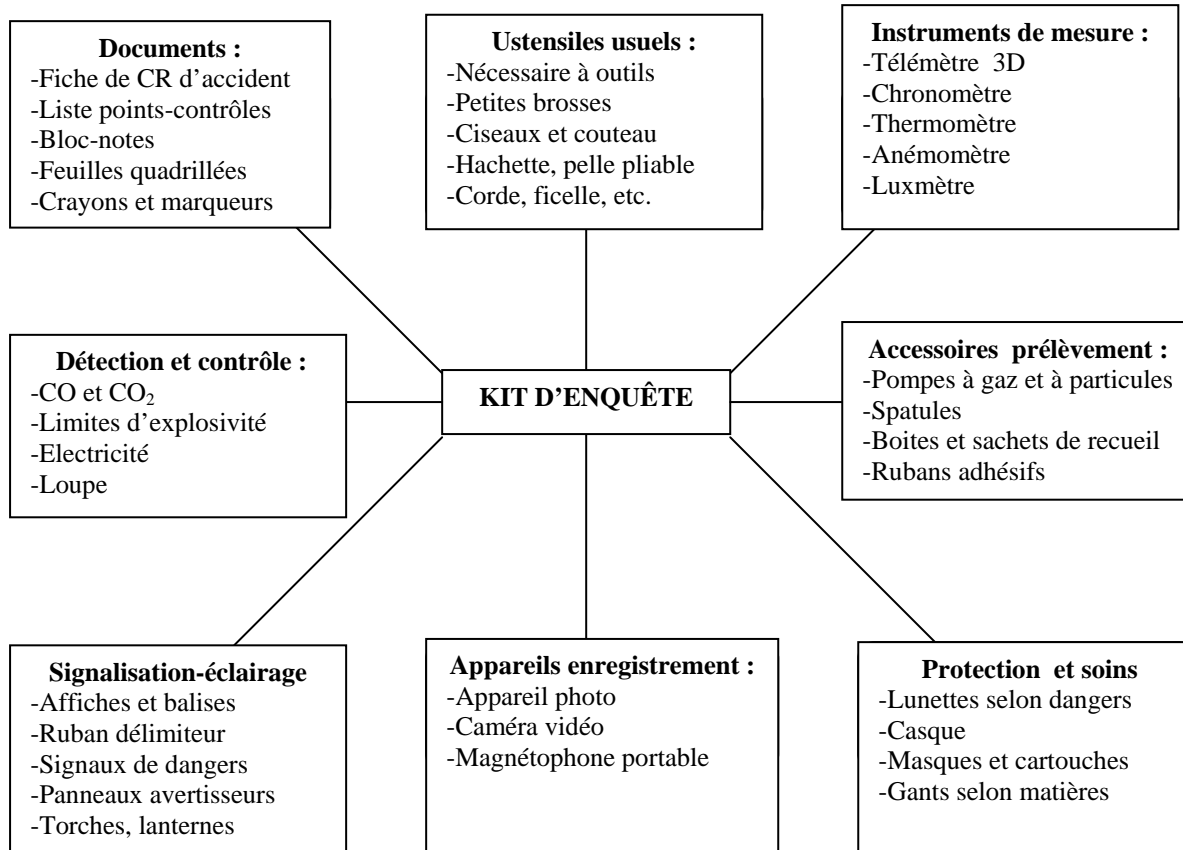 Documents :
-Fiche de CR d’accident
-Liste points-contrôles
-Bloc-notes
-Feuilles quadrillées
-Crayons et marqueurs
Ustensiles usuels :
-Nécessaire à outils
-Petites brosses
-Ciseaux et couteau
-Hachette, pelle pliable
-Corde, ficelle, etc.
Instruments de mesure :
-Télémètre 3D
-Chronomètre
-Thermomètre
-Anémomètre
-Luxmètre
Détection et contrôle :
-CO et CO₂
-Limites d’explosivité
-Electricité
-Loupe
KIT D’ENQUÊTE
Accessoires prélèvement :
-Pompes à gaz et à particules
-Spatules
-Boites et sachets de recueil
-Rubans adhésifs
Signalisation-éclairage
-Affiches et balises
-Ruban délimiteur
-Signaux de dangers
-Panneaux avertisseurs
-Torches, lanternes
Appareils enregistrement :
-Appareil photo
-Caméra vidéo
-Magnétophone portable
Protection et soins
-Lunettes selon dangers
-Casque
-Masques et cartouches
-Gants selon matières